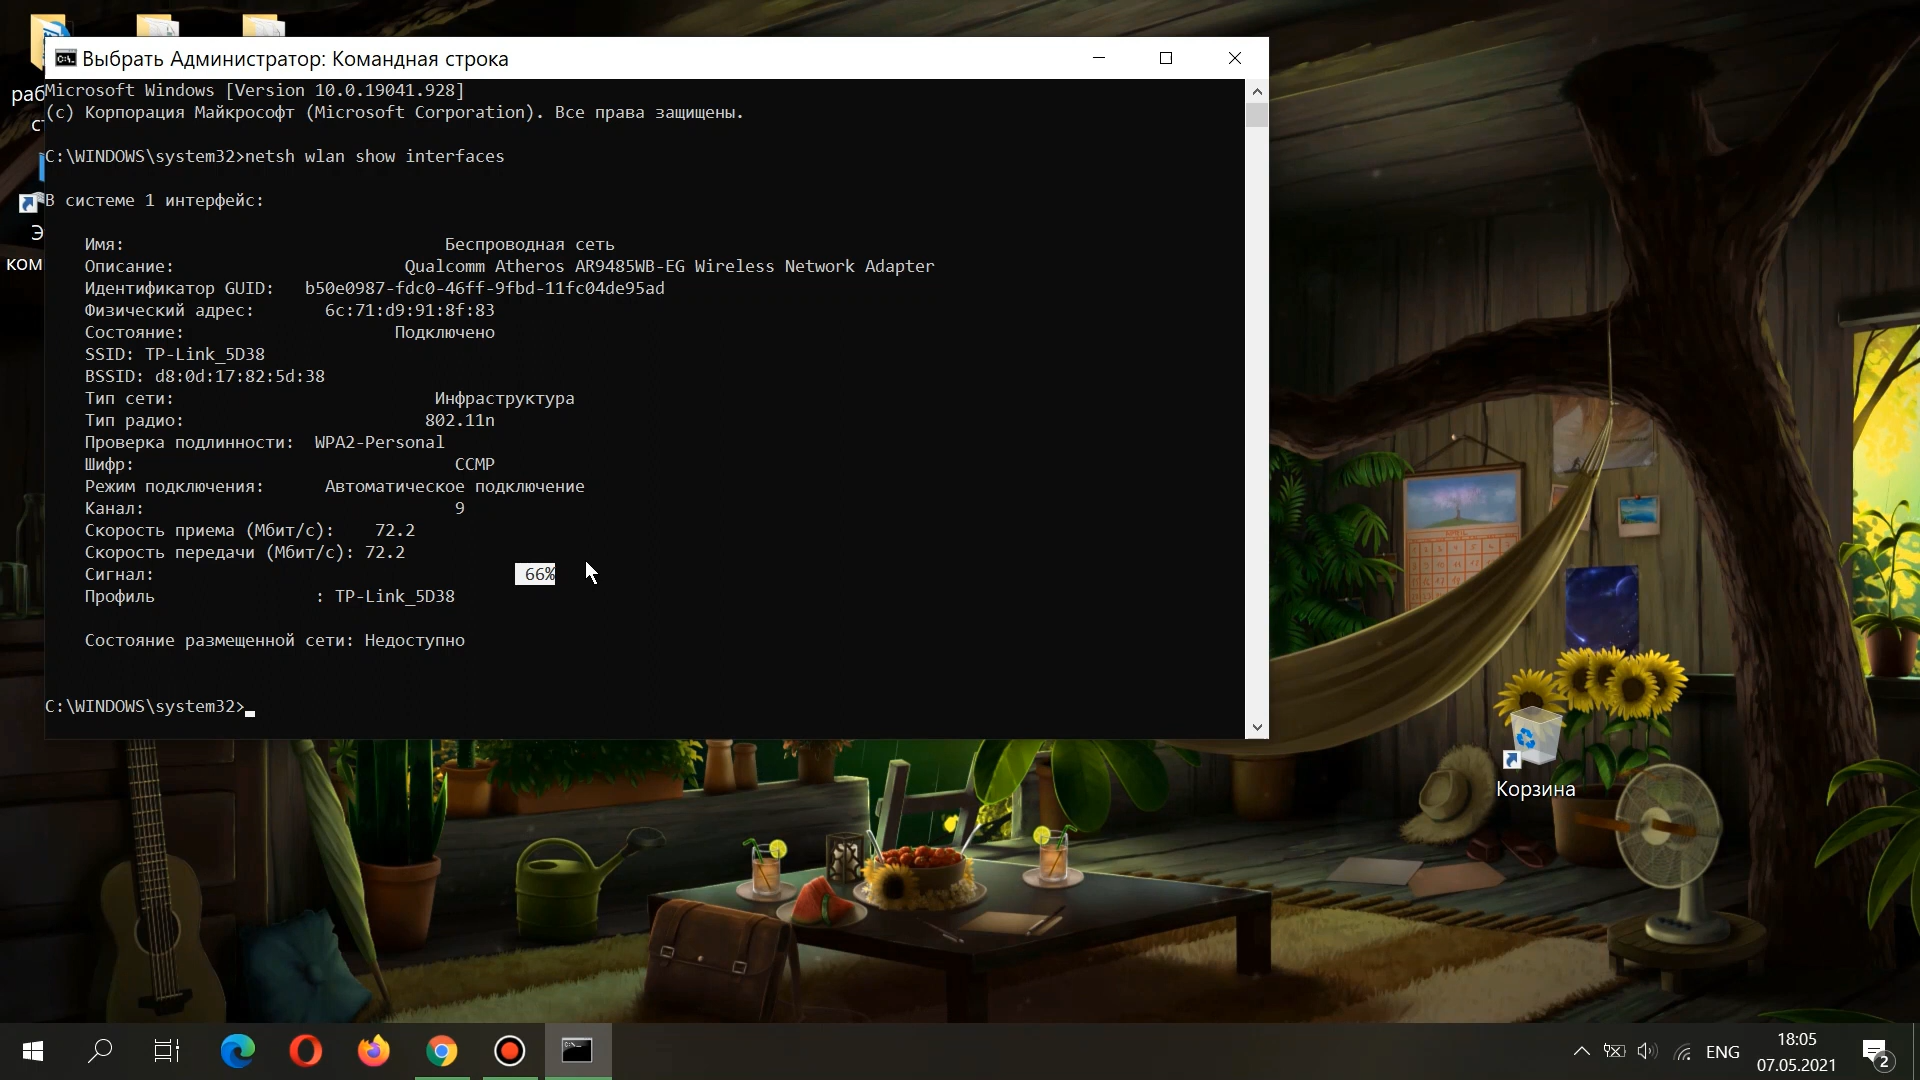 Выбрать Администратор: Командная строка
Microsoft Windows [Version 10.0.19041.928]
(c) Корпорация Майкрософт (Microsoft Corporation). Все права защищены.
C:\WINDOWS\system32>netsh wlan show interfaces
В системе 1 интерфейс:
Имя: Беспроводная сеть
Описание: Qualcomm Atheros AR9485WB-EG Wireless Network Adapter
Идентификатор GUID: b50e0987-fdc0-46ff-9fbd-11fc04de95ad
Физический адрес: 6c:71:d9:91:8f:83
Состояние: Подключено
SSID: TP-Link_5D38
BSSID: d8:0d:17:82:5d:38
Тип сети: Инфраструктура
Тип радио: 802.11n
Проверка подлинности: WPA2-Personal
Шифр: CCMP
Режим подключения: Автоматическое подключение
Канал: 9
Скорость приема (Мбит/с): 72.2
Скорость передачи (Мбит/с): 72.2
Сигнал: 66%
Профиль : TP-Link_5D38
Состояние размещенной сети: Недоступно
C:\WINDOWS\system32>
раб
ком
Корзина
ENG
18:05
07.05.2021
2